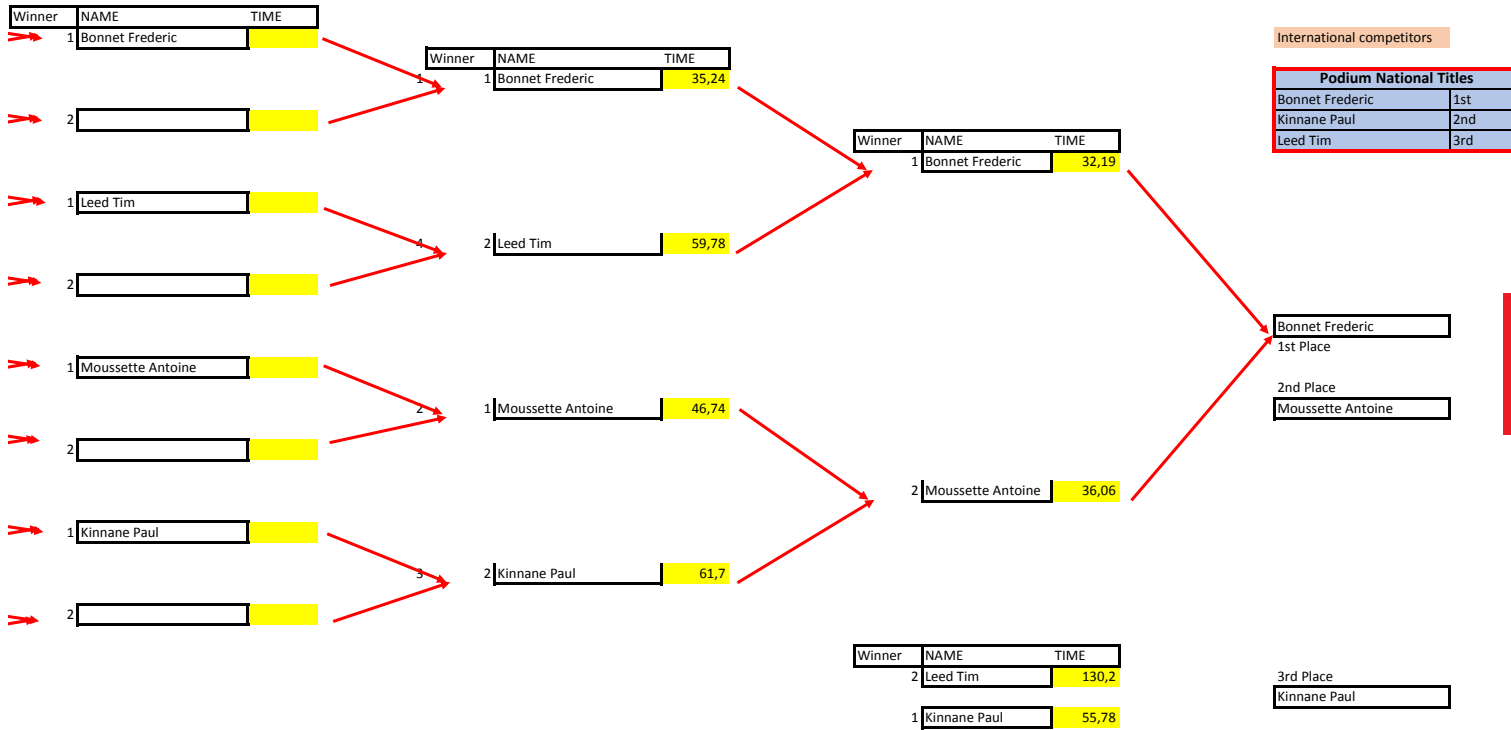 Winner NAME TIME
1 Bonnet Frederic
2
1 Leed Tim
2
1 Moussette Antoine
2
1 Kinnane Paul
2
Winner NAME TIME
1 1 Bonnet Frederic 35,24
4 2 Leed Tim 59,78
2 1 Moussette Antoine 46,74
3 2 Kinnane Paul 61,7
Winner NAME TIME
1 Bonnet Frederic 32,19
2 Moussette Antoine 36,06
Winner NAME TIME
2 Leed Tim 130,2
1 Kinnane Paul 55,78
International competitors
Podium National Titles
Bonnet Frederic 1st
Kinnane Paul 2nd
Leed Tim 3rd
Bonnet Frederic
1st Place
2nd Place
Moussette Antoine
3rd Place
Kinnane Paul